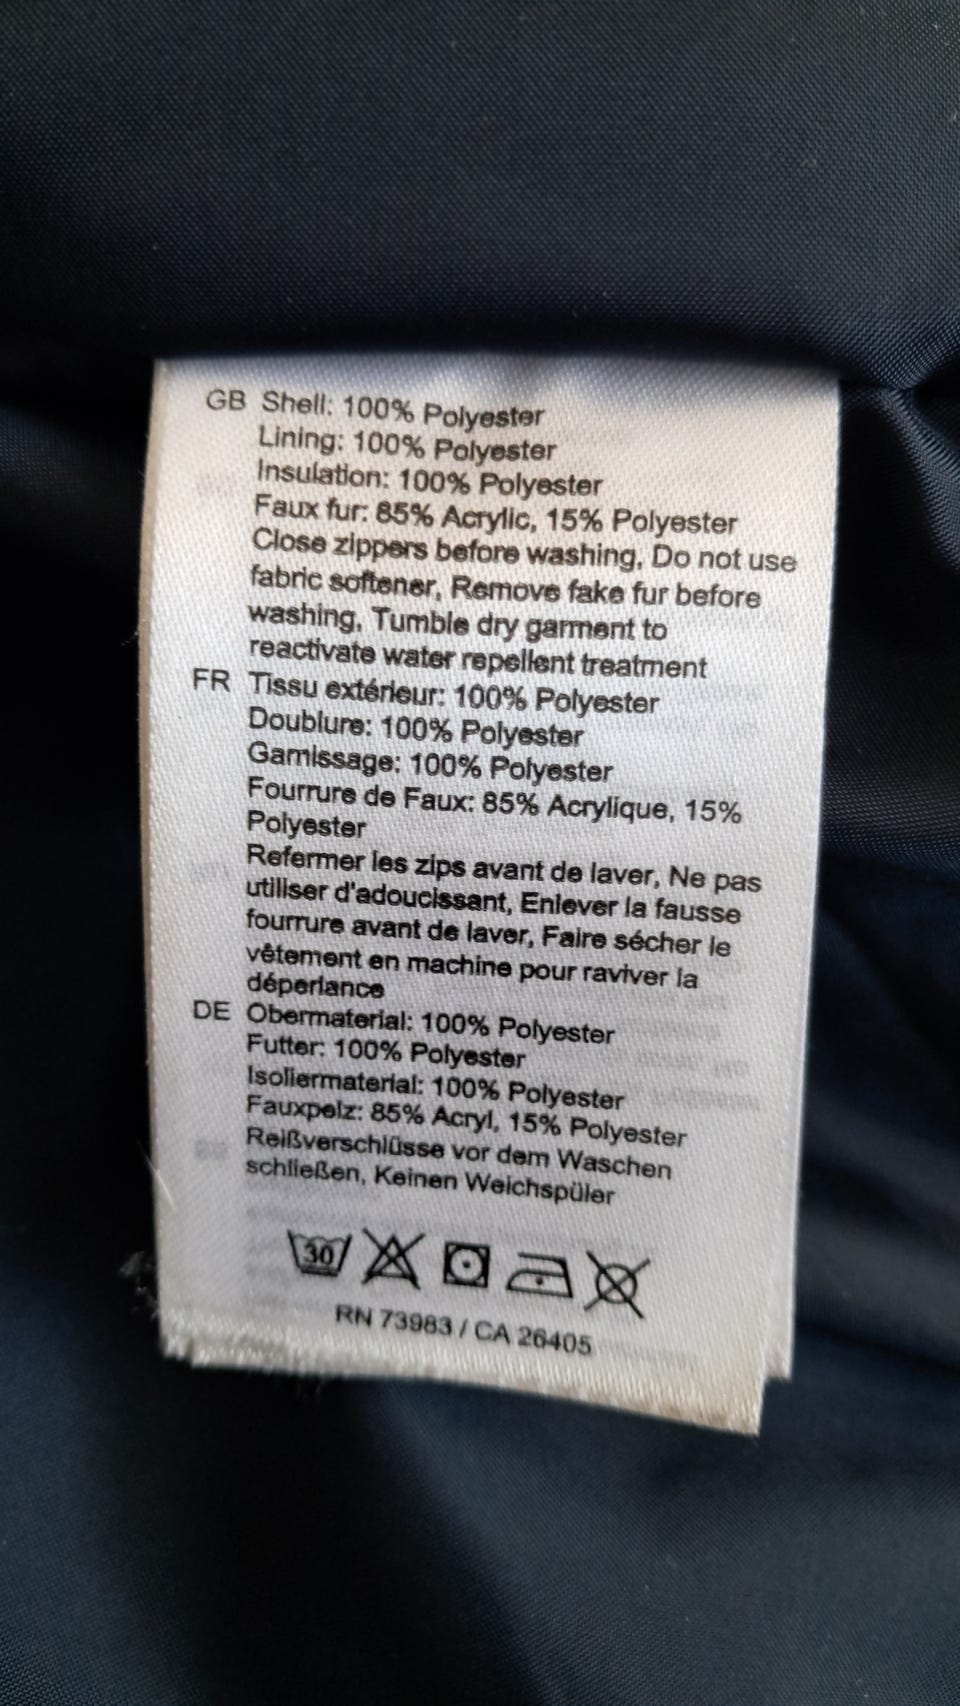 GB Shell: 100% Polyester
Lining: 100% Polyester
Insulation: 100% Polyester
Faux fur: 85% Acrylic, 15% Polyester
Close zippers before washing, Do not use
fabric softener, Remove fake fur before
washing, Tumble dry garment to
reactivate water repellent treatment
FR Tissu extérieur: 100% Polyester
Doublure: 100% Polyester
Garnissage: 100% Polyester
Fourrure de Faux: 85% Acrylique, 15%
Polyester
Refermer les zips avant de laver, Ne pas
utiliser d'adoucissant, Enlever la fausse
fourrure avant de laver, Faire sécher le
vêtement en machine pour raviver la
déperlance
DE Obermaterial: 100% Polyester
Futter: 100% Polyester
Isoliermaterial: 100% Polyester
Fauxpelz: 85% Acryl, 15% Polyester
Reißverschlüsse vor dem Waschen
schließen, Keinen Weichspüler
30
RN 73983 / CA 26405